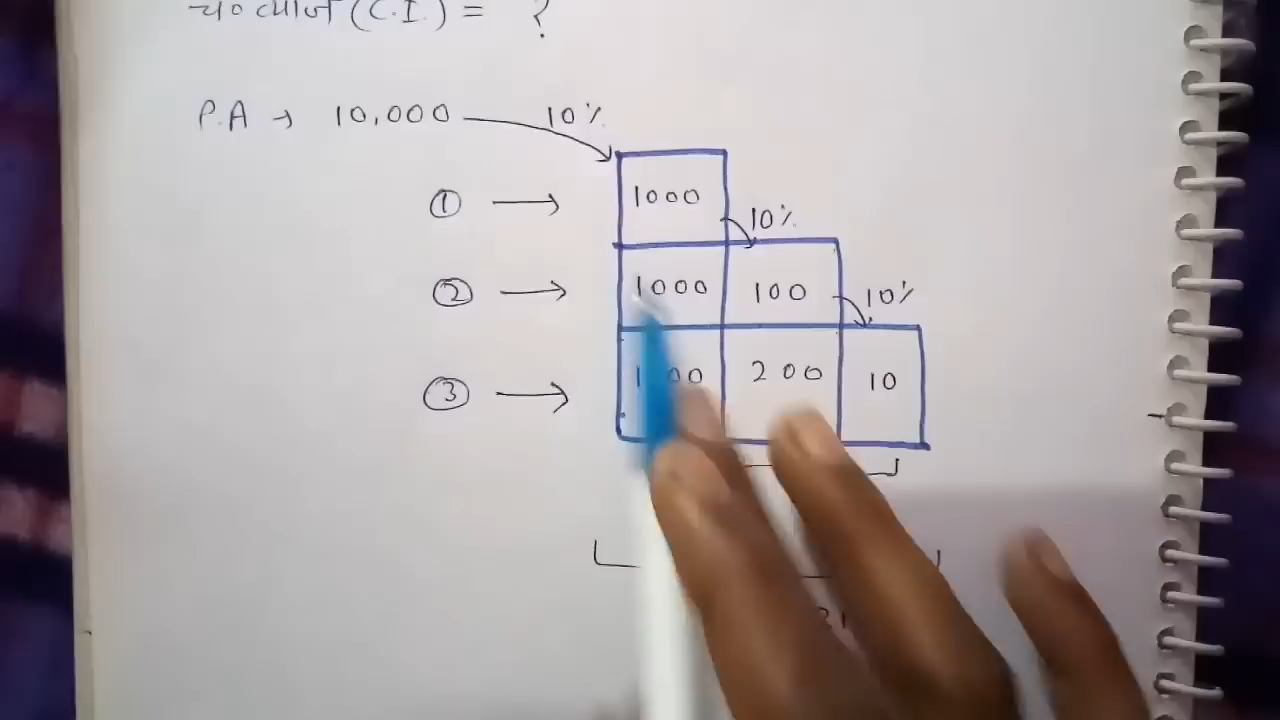 (C.I.) = ?
P.A → 10,000 10%
① → 1000 10%
② → 1000 100 10%
③ → 200 10